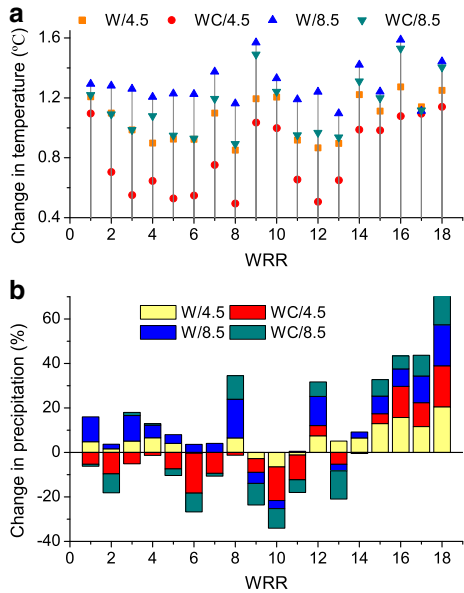 a
W/4.5 WC/4.5 W/8.5 WC/8.5
Change in temperature (℃)
1.6
1.2
0.8
0.4
0 2 4 6 8 10 12 14 16 18
WRR
b
W/4.5 WC/4.5
W/8.5 WC/8.5
Change in precipitation (%)
60
40
20
0
-20
-40
0 2 4 6 8 10 12 14 16 18
WRR